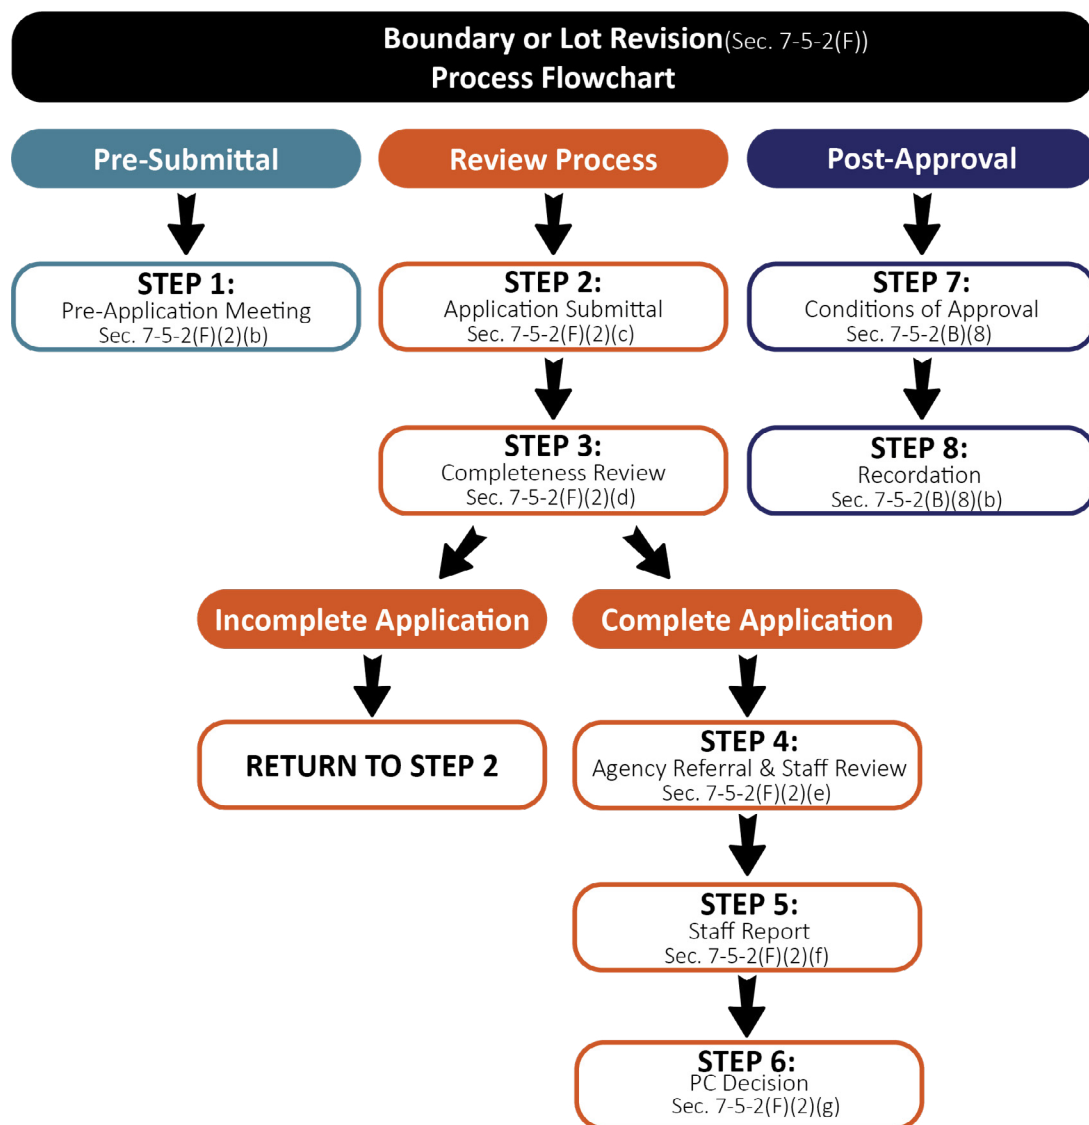 Boundary or Lot Revision(Sec. 7-5-2(F))
Process Flowchart
Pre-Submittal
Review Process
Post-Approval
STEP 1:
Pre-Application Meeting
Sec. 7-5-2(F)(2)(b)
STEP 2:
Application Submittal
Sec. 7-5-2(F)(2)(c)
STEP 7:
Conditions of Approval
Sec. 7-5-2(B)(8)
STEP 3:
Completeness Review
Sec. 7-5-2(F)(2)(d)
STEP 8:
Recordation
Sec. 7-5-2(B)(8)(b)
Incomplete Application
Complete Application
RETURN TO STEP 2
STEP 4:
Agency Referral & Staff Review
Sec. 7-5-2(F)(2)(e)
STEP 5:
Staff Report
Sec. 7-5-2(F)(2)(f)
STEP 6:
PC Decision
Sec. 7-5-2(F)(2)(g)